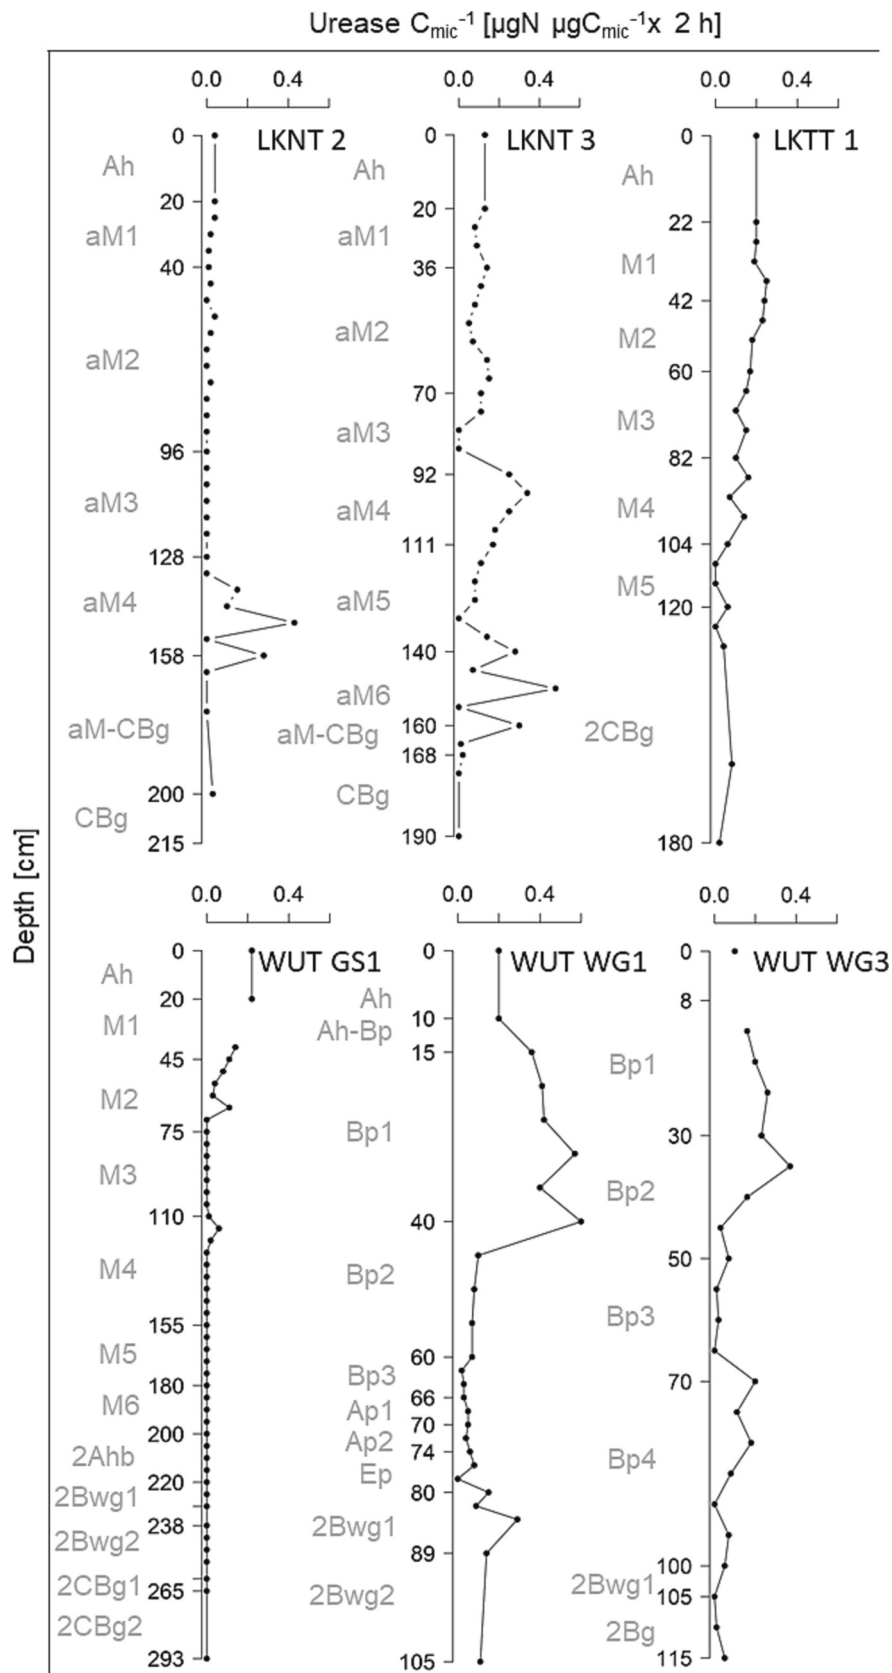 Urease Cmic⁻¹ [µgN µgCmic⁻¹x 2 h]
Depth [cm]
0.0 0.4
LKNT 2
0
Ah
20
aM1
40
aM2
96
aM3
128
aM4
158
aM-CBg
200
CBg
215
0.0 0.4
LKNT 3
0
Ah
20
aM1
36
aM2
70
aM3
92
aM4
111
aM5
140
aM6
160
aM-CBg
168
CBg
190
0.0 0.4
LKTT 1
0
Ah
22
M1
42
M2
60
M3
82
M4
104
M5
120
2CBg
180
0.0 0.4
WUT GS1
0
Ah
20
M1
45
M2
75
M3
110
M4
155
M5
180
M6
200
2Ahb
220
2Bwg1
238
2Bwg2
2CBg1
265
2CBg2
293
0.0 0.4
WUT WG1
0
Ah
10
Ah-Bp
15
Bp1
40
Bp2
60
Bp3
66
Ap1
70
Ap2
74
Ep
80
2Bwg1
89
2Bwg2
105
0.0 0.4
WUT WG3
0
8
Bp1
30
Bp2
50
Bp3
70
Bp4
100
2Bwg1
105
2Bg
115